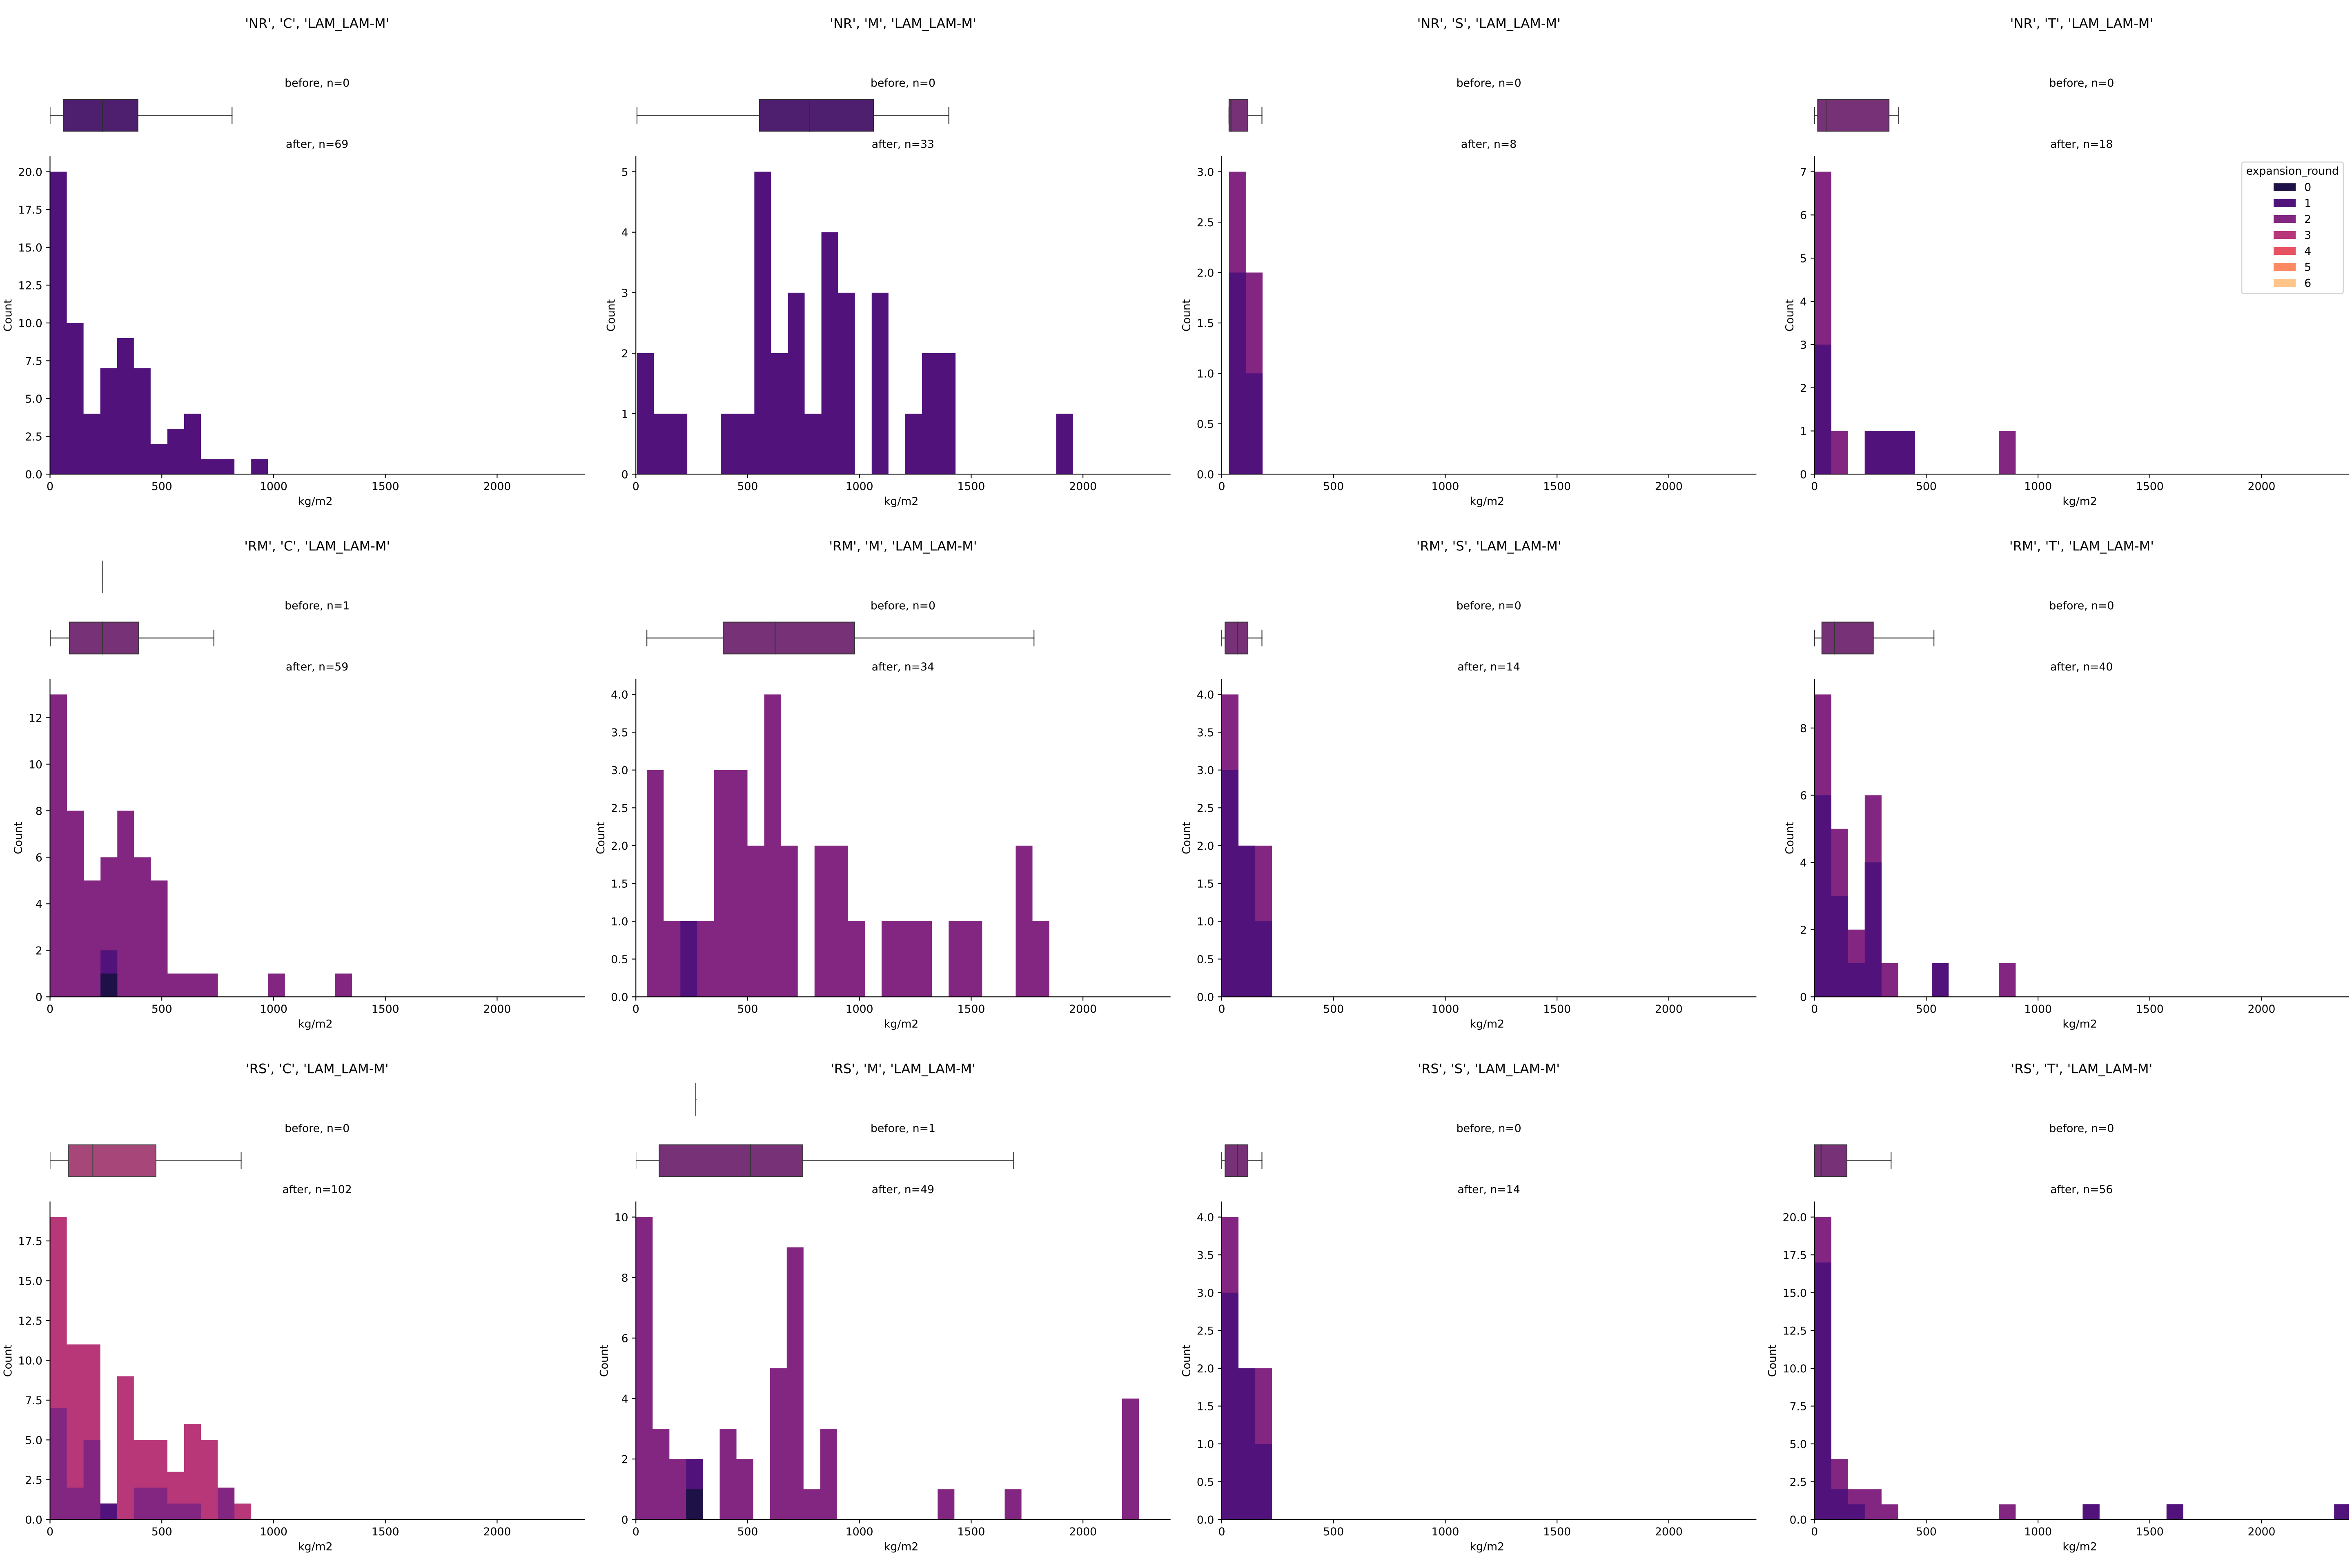 'NR', 'C', 'LAM_LAM-M'
before, n=0
after, n=69
20.0
17.5
15.0
12.5
10.0
7.5
5.0
2.5
0.0
Count
0 500 1000 1500 2000
kg/m2
'NR', 'M', 'LAM_LAM-M'
before, n=0
after, n=33
5
4
3
2
1
0
Count
0 500 1000 1500 2000
kg/m2
'NR', 'S', 'LAM_LAM-M'
before, n=0
after, n=8
3.0
2.5
2.0
1.5
1.0
0.5
0.0
Count
0 500 1000 1500 2000
kg/m2
'NR', 'T', 'LAM_LAM-M'
before, n=0
after, n=18
7
6
5
4
3
2
1
0
Count
expansion_round
0
1
2
3
4
5
6
0 500 1000 1500 2000
kg/m2
'RM', 'C', 'LAM_LAM-M'
before, n=1
after, n=59
12
10
8
6
4
2
0
Count
0 500 1000 1500 2000
kg/m2
'RM', 'M', 'LAM_LAM-M'
before, n=0
after, n=34
4.0
3.5
3.0
2.5
2.0
1.5
1.0
0.5
0.0
Count
0 500 1000 1500 2000
kg/m2
'RM', 'S', 'LAM_LAM-M'
before, n=0
after, n=14
4.0
3.5
3.0
2.5
2.0
1.5
1.0
0.5
0.0
Count
0 500 1000 1500 2000
kg/m2
'RM', 'T', 'LAM_LAM-M'
before, n=0
after, n=40
8
6
4
2
0
Count
0 500 1000 1500 2000
kg/m2
'RS', 'C', 'LAM_LAM-M'
before, n=0
after, n=102
17.5
15.0
12.5
10.0
7.5
5.0
2.5
0.0
Count
0 500 1000 1500 2000
kg/m2
'RS', 'M', 'LAM_LAM-M'
before, n=1
after, n=49
10
8
6
4
2
0
Count
0 500 1000 1500 2000
kg/m2
'RS', 'S', 'LAM_LAM-M'
before, n=0
after, n=14
4.0
3.5
3.0
2.5
2.0
1.5
1.0
0.5
0.0
Count
0 500 1000 1500 2000
kg/m2
'RS', 'T', 'LAM_LAM-M'
before, n=0
after, n=56
20.0
17.5
15.0
12.5
10.0
7.5
5.0
2.5
0.0
Count
0 500 1000 1500 2000
kg/m2